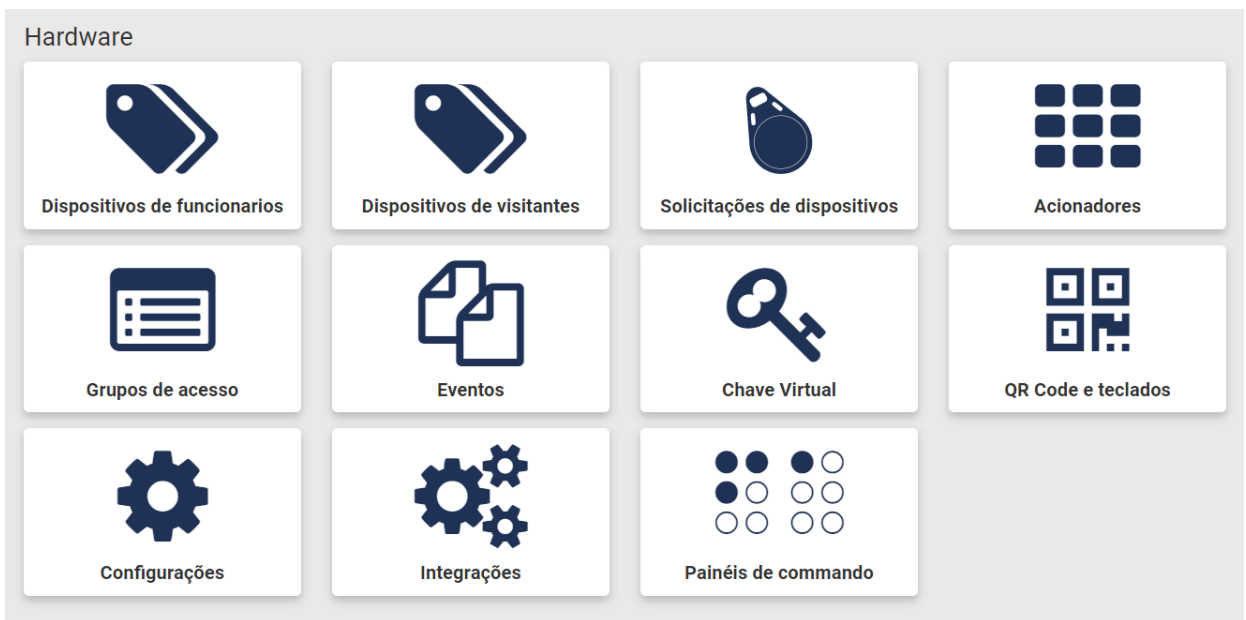 Hardware
Dispositivos de funcionarios
Dispositivos de visitantes
Solicitações de dispositivos
Acionadores
Grupos de acesso
Eventos
Chave Virtual
QR Code e teclados
Configurações
Integrações
Painéis de commando